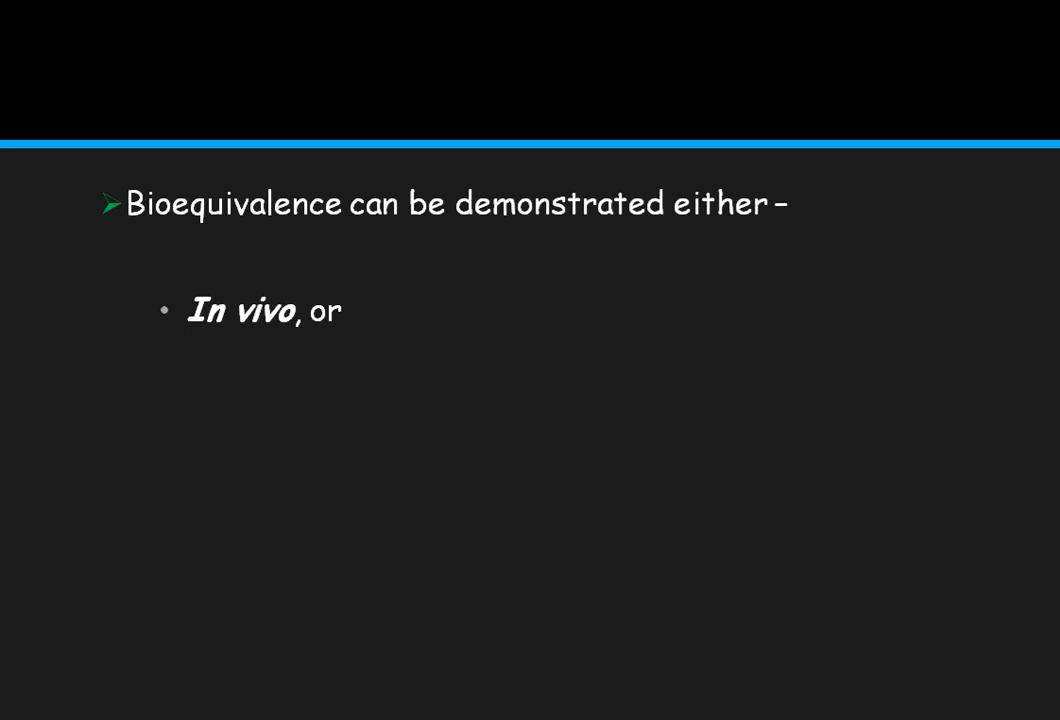 Bioequivalence can be demonstrated either –
• In vivo, or